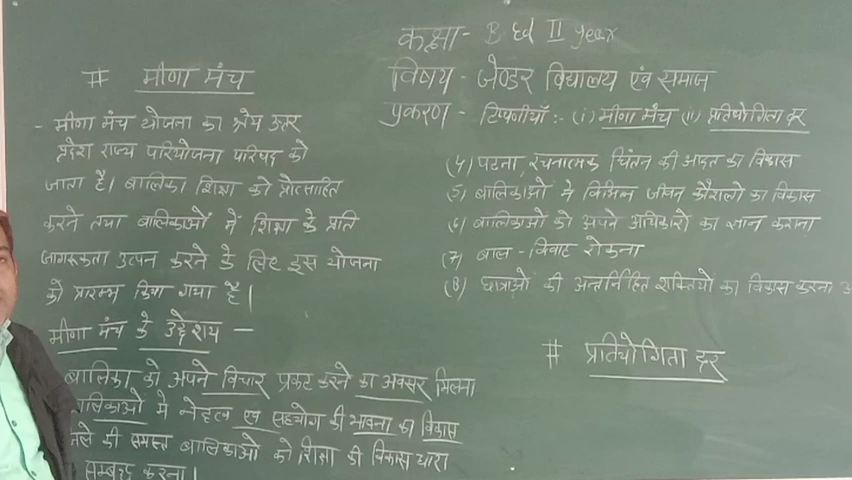 कक्षा - B Ed II year
विषय - जेण्डर विद्यालय एवं समाज
प्रकरण - टिप्पणीयाँ :- (i) मीना मंच (ii) प्रतियोगिता दर
# मीना मंच
- मीना मंच योजना का श्रेय उत्तर
प्रदेश राज्य परियोजना परिषद को
जाता है। बालिका शिक्षा को प्रोत्साहित
करने तथा बालिकाओं में शिक्षा के प्रति
जागरूकता उत्पन करने के लिए इस योजना
को प्रारम्भ किया गया है।
मीना मंच के उद्देश्य -
बालिका को अपने विचार प्रकट करने का अवसर मिलना
बालिकाओं मे नेतृत्व एवं सहयोग की भावना का विकास
की समस्त बालिकाओं को शिक्षा की विकास धारा
सम्बद्ध करना।
(4) पढना, रचनात्मक चिंतन की आदत का विकास
(5) बालिकाओं मे विभिन्न जीवन कौशलो का विकास
(6) बालिकाओं को अपने अधिकारों का ज्ञान कराना
(7) बाल - विवाह रोकना
(8) छात्राओं की अन्तर्निहित शक्तियों का विकास करना
# प्रतियोगिता दर